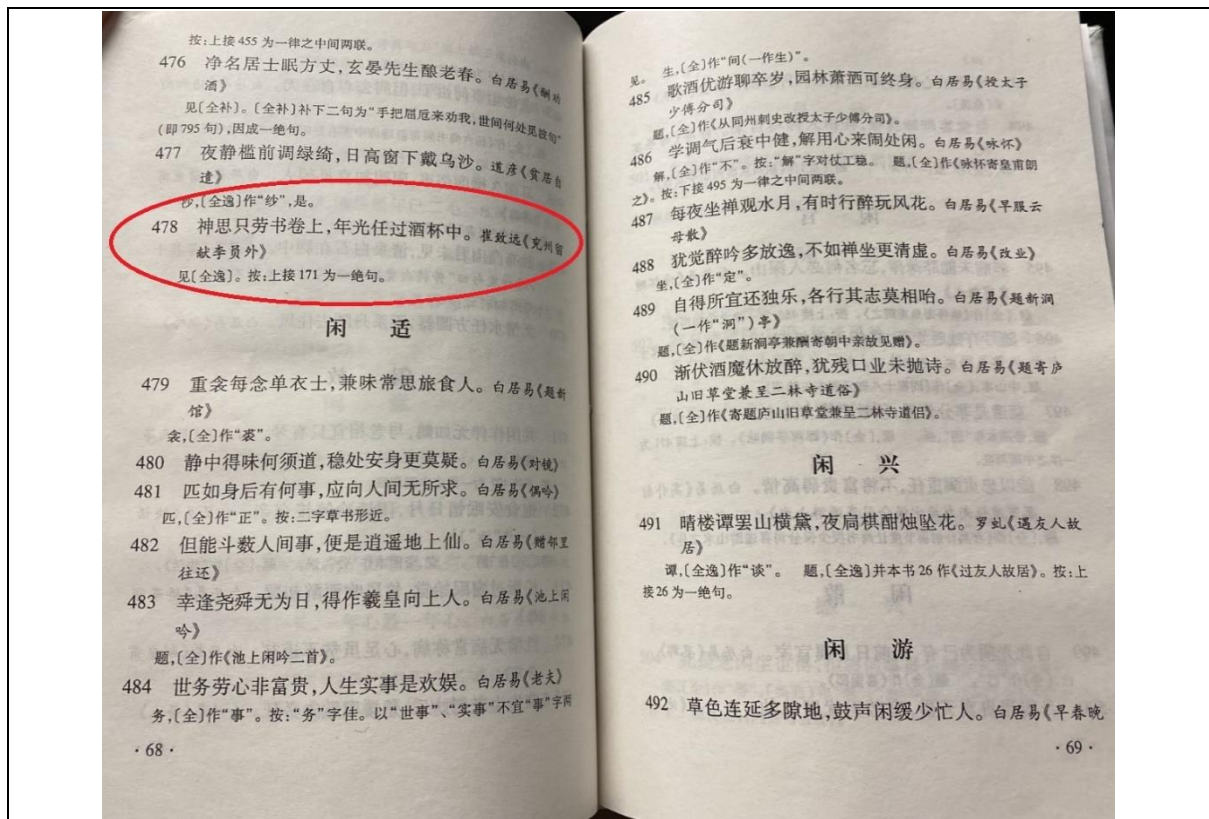 按:上接455为一律之中间两联。
476 净名居士眠方丈,玄晏先生酿老春。白居易《酬劝
酒》
见〔全补〕。〔全补〕补下二句为“手把屈卮来劝我,世间何处觅波句”
(即795句),因成一绝句。
477 夜静槛前调绿绮,日高窗下戴乌沙。道彦《贫居自
遣》
沙,〔全逸〕作“纱”,是。
478 神思只劳书卷上,年光任过酒杯中。崔致远《兖州留
献李员外》
见〔全逸〕。按:上接171为一绝句。
闲 适
479 重衾每念单衣士,兼味常思旅食人。白居易《题新
馆》
衾,〔全〕作“裘”。
480 静中得味何须道,稳处安身更莫疑。白居易《对镜》
481 匹如身后有何事,应向人间无所求。白居易《偶吟》
匹,〔全〕作“正”。按:二字草书形近。
482 但能斗数人间事,便是逍遥地上仙。白居易《赠邻里
往还》
483 幸逢尧舜无为日,得作羲皇向上人。白居易《池上闲
吟》
题,〔全〕作《池上闲吟二首》。
484 世务劳心非富贵,人生实事是欢娱。白居易《老夫》
务,〔全〕作“事”。按:“务”字佳。以“世事”、“实事”不宜“事”字两
·68·
见。 生,〔全〕作“间(一作生)”。
485 歌酒优游聊卒岁,园林萧洒可终身。白居易《授太子
少傅分司》
题,〔全〕作《从同州刺史改授太子少傅分司》。
486 学调气后衰中健,解用心来闹处闲。白居易《咏怀》
解,〔全〕作“不”。按:“解”字对仗工稳。 题,〔全〕作《咏怀寄皇甫朗
之》。按:下接495为一律之中间两联。
487 每夜坐禅观水月,有时行醉玩风花。白居易《早服云
母散》
488 犹觉醉吟多放逸,不如禅坐更清虚。白居易《改业》
坐,〔全〕作“定”。
489 自得所宜还独乐,各行其志莫相咍。白居易《题新涧
(一作“洞”)亭》
题,〔全〕作《题新涧亭兼酬寄朝中亲故见赠》。
490 渐伏酒魔休放醉,犹残口业未抛诗。白居易《题寄庐
山旧草堂兼呈二林寺道俗》
题,〔全〕作《寄题庐山旧草堂兼呈二林寺道侣》。
闲 兴
491 晴楼谭罢山横黛,夜局棋酣烛坠花。罗虬《遇友人故
居》
谭,〔全逸〕作“谈”。 题,〔全逸〕并本书26作《过友人故居》。按:上
接26为一绝句。
闲 游
492 草色连延多隙地,鼓声闲缓少忙人。白居易《早春晚
·69·